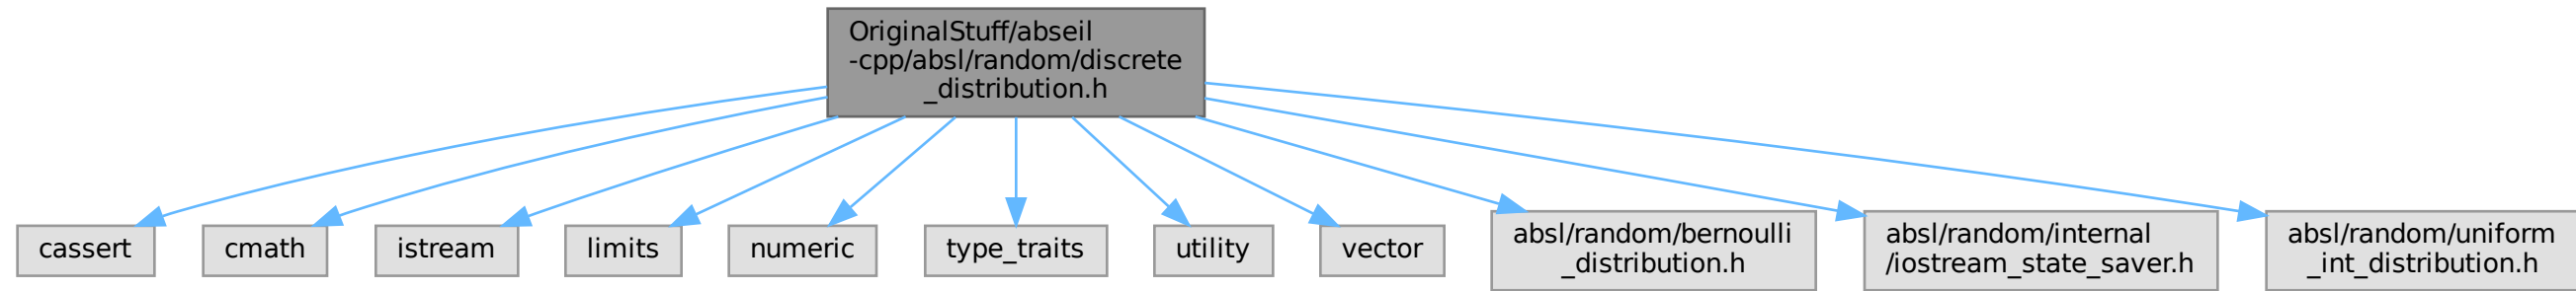 OriginalStuff/abseil
-cpp/absl/random/discrete
_distribution.h
cassert
cmath
istream
limits
numeric
type_traits
utility
vector
absl/random/bernoulli
_distribution.h
absl/random/internal
/iostream_state_saver.h
absl/random/uniform
_int_distribution.h